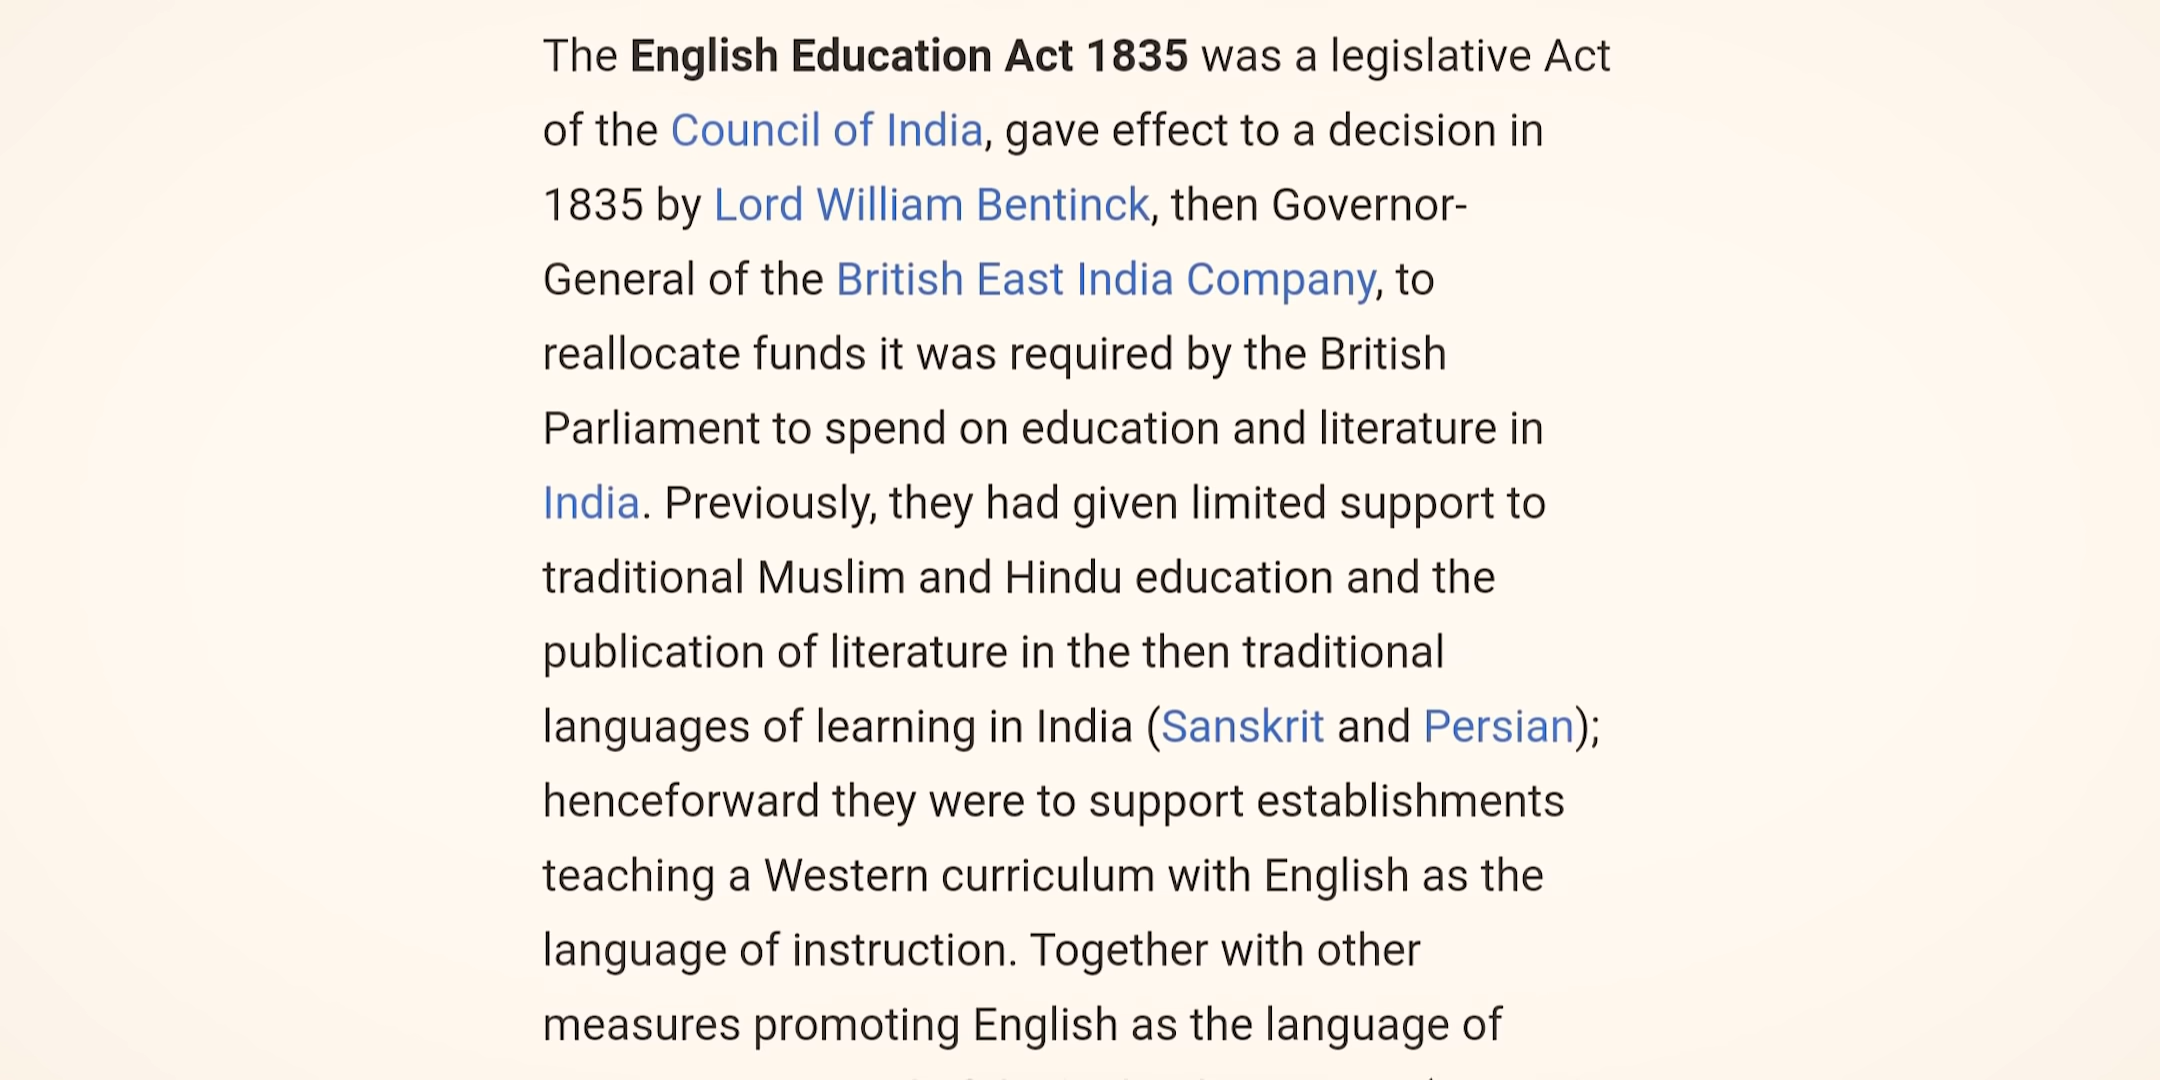 The English Education Act 1835 was a legislative Act
of the Council of India, gave effect to a decision in
1835 by Lord William Bentinck, then Governor-
General of the British East India Company, to
reallocate funds it was required by the British
Parliament to spend on education and literature in
India. Previously, they had given limited support to
traditional Muslim and Hindu education and the
publication of literature in the then traditional
languages of learning in India (Sanskrit and Persian);
henceforward they were to support establishments
teaching a Western curriculum with English as the
language of instruction. Together with other
measures promoting English as the language of